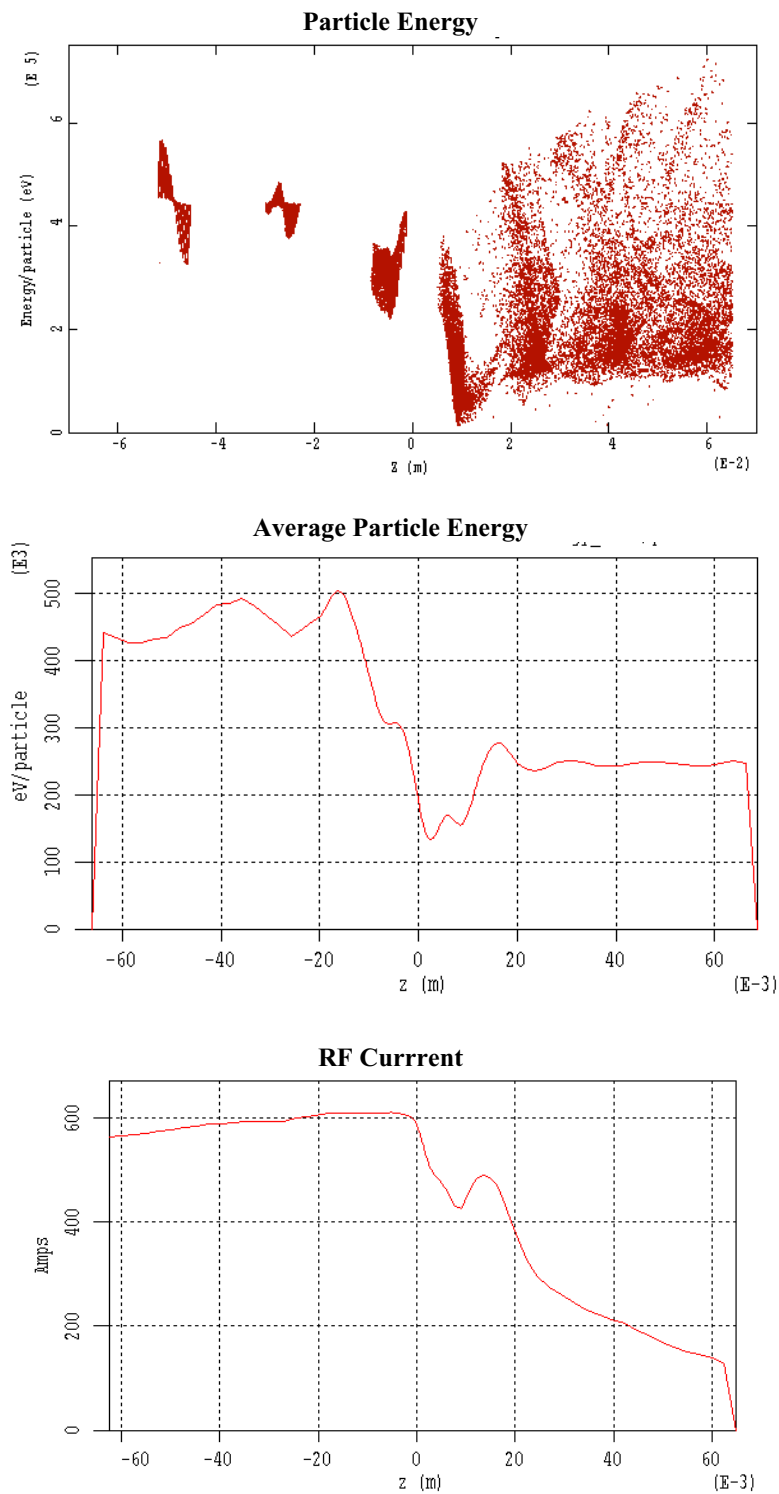 Particle Energy
(E 5)
Energy/particle (eV)
6
4
2
0
-6 -4 -2 0 2 4 6
z (m)
(E-2)
Average Particle Energy
(E3)
eV/particle
500
400
300
200
100
0
-60 -40 -20 0 20 40 60
z (m)
(E-3)
RF Currrent
Amps
600
400
200
0
-60 -40 -20 0 20 40 60
z (m)
(E-3)